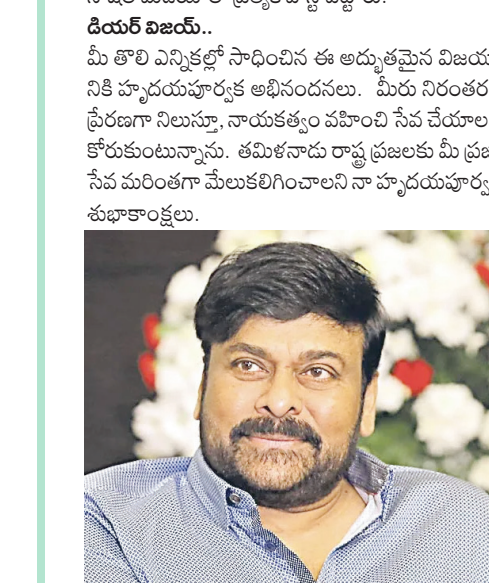 డియర్ విజయ్..
మీ తొలి ఎన్నికల్లో సాధించిన ఈ అద్భుతమైన విజయ
నికి హృదయపూర్వక అభినందనలు. మీరు నిరంతర
ప్రేరణగా నిలుస్తూ, నాయకత్వం వహించి సేవ చేయాల
కోరుకుంటున్నాను. తమిళనాడు రాష్ట్ర ప్రజలకు మీ ప్రజ
సేవ మరింతగా మేలుకలిగించాలని నా హృదయపూర్వ
శుభాకాంక్షలు.